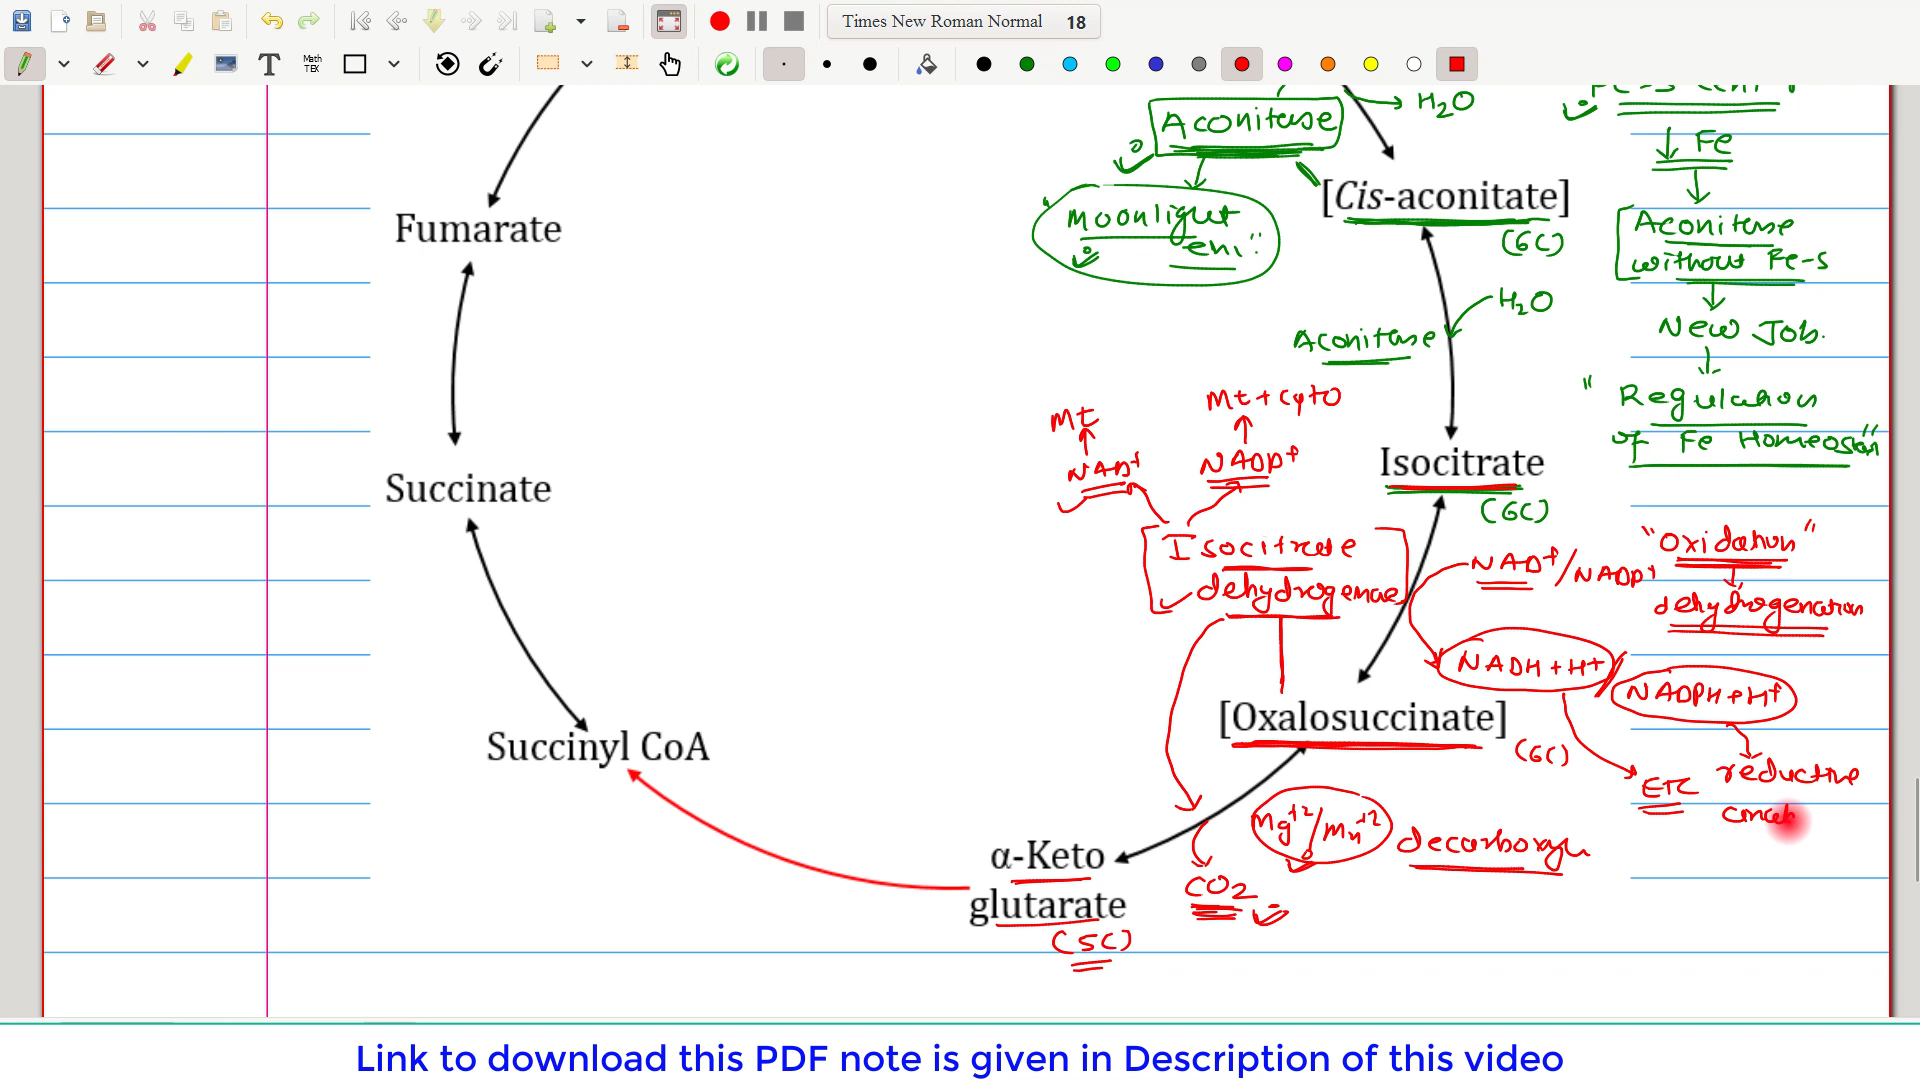 Times New Roman Normal 18
Math
TEX
H2O
Aconitase
Fe
[Cis-aconitate]
(6C)
"Moonlight
enz"
Aconitase
without Fe-S
Fumarate
H2O
New Job.
Aconitase
"Regulation
of Fe Homeostasis"
Mt
Mt + Cyto
NAD+
NADP+
Isocitrate
(6C)
Succinate
Isocitrate
dehydrogenase
NAD+/NADP+
"Oxidation"
dehydrogenation
NADH+H+ / NADPH+H+
[Oxalosuccinate]
(6C)
Succinyl CoA
ETC
reductive
Mg+2/Mn+2
α-Keto
glutarate
(5C)
CO2
Link to download this PDF note is given in Description of this video